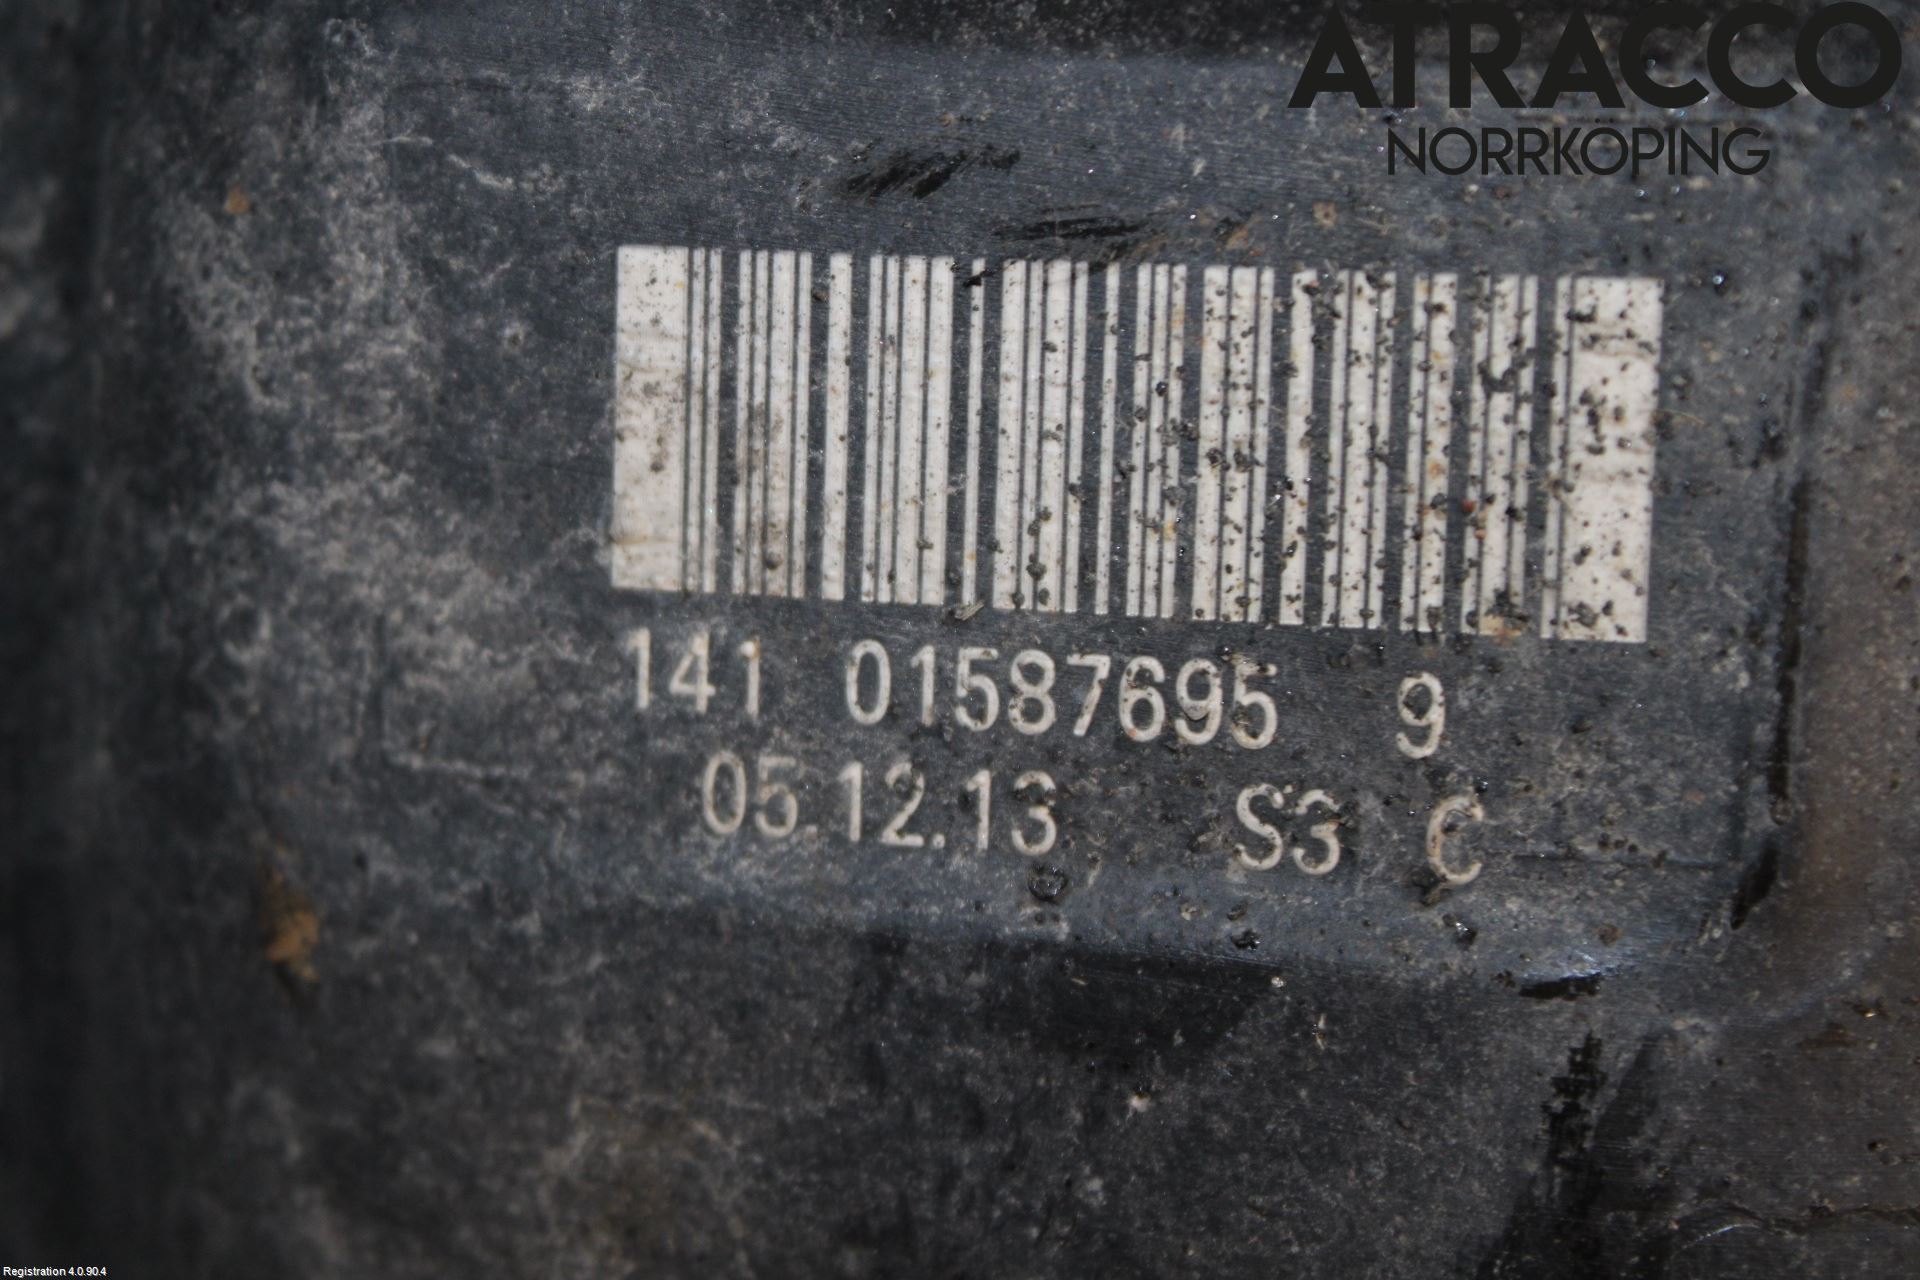 ATRACCO
NORRKÖPING
141 01587695 9
05.12.13 S3 C
Registration 4.0.90.4